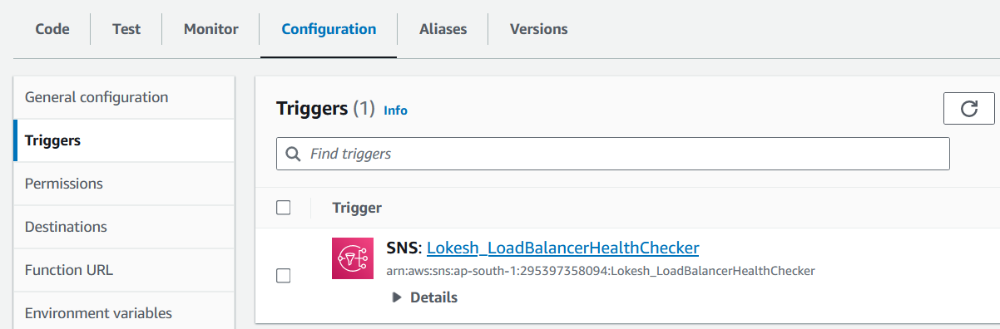 Code Test Monitor Configuration Aliases Versions
General configuration
Triggers
Permissions
Destinations
Function URL
Environment variables
Triggers (1) Info
Find triggers
Trigger
SNS: Lokesh_LoadBalancerHealthChecker
arn:aws:sns:ap-south-1:295397358094:Lokesh_LoadBalancerHealthChecker
Details